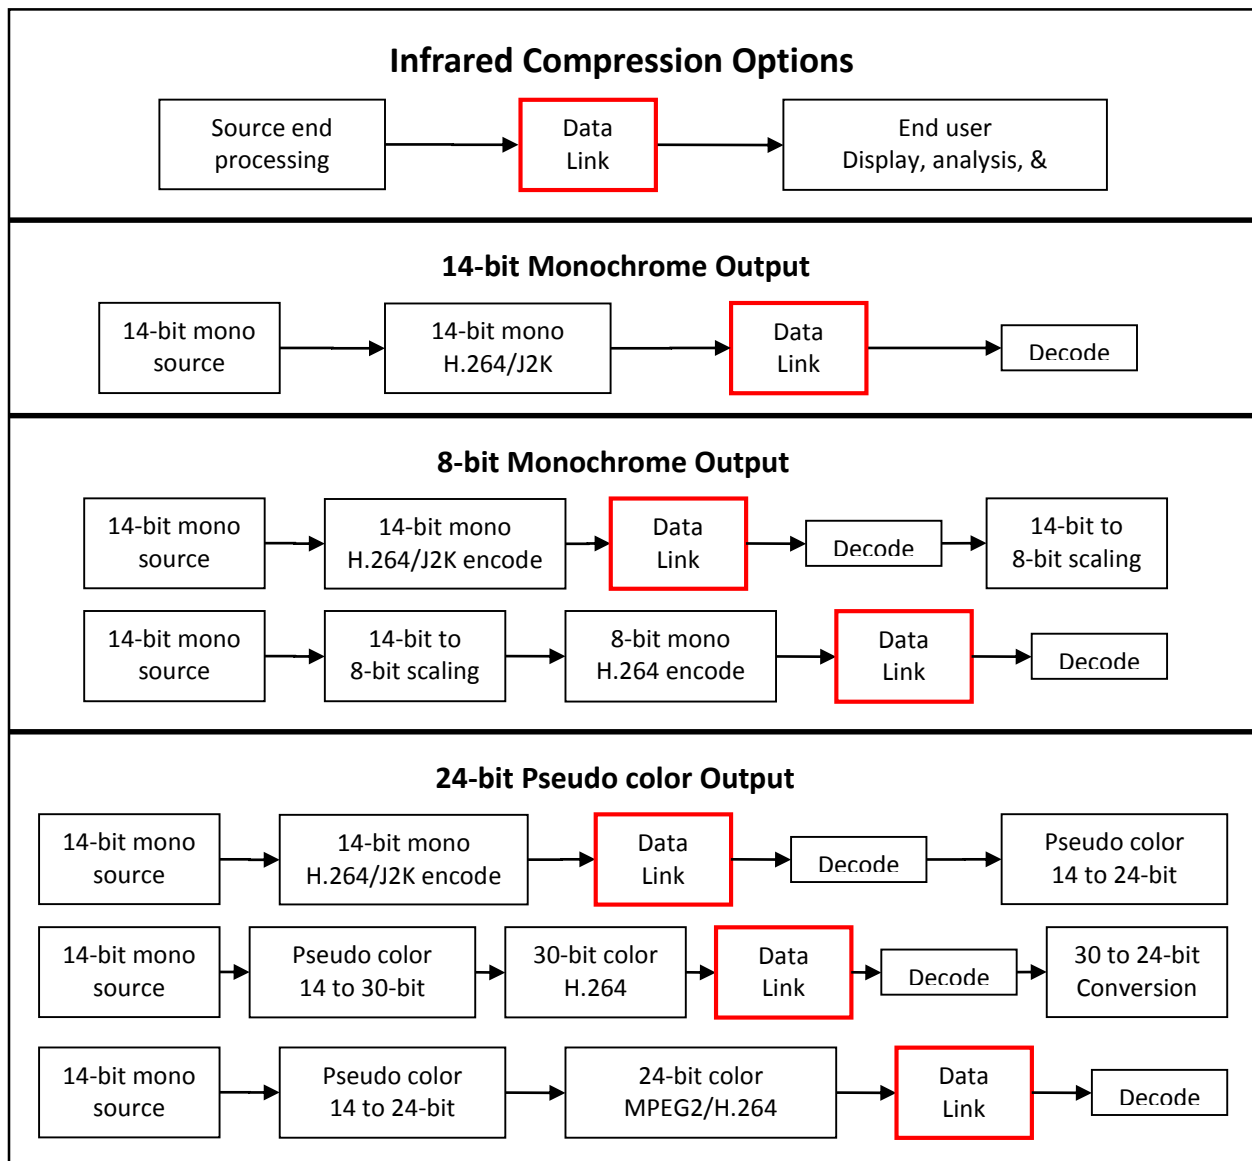 Infrared Compression Options
Source end
processing
Data
Link
End user
Display, analysis, &
14-bit Monochrome Output
14-bit mono
source
14-bit mono
H.264/J2K
Data
Link
Decode
8-bit Monochrome Output
14-bit mono
source
14-bit mono
H.264/J2K encode
Data
Link
Decode
14-bit to
8-bit scaling
14-bit mono
source
14-bit to
8-bit scaling
8-bit mono
H.264 encode
Data
Link
Decode
24-bit Pseudo color Output
14-bit mono
source
14-bit mono
H.264/J2K encode
Data
Link
Decode
Pseudo color
14 to 24-bit
14-bit mono
source
Pseudo color
14 to 30-bit
30-bit color
H.264
Data
Link
Decode
30 to 24-bit
Conversion
14-bit mono
source
Pseudo color
14 to 24-bit
24-bit color
MPEG2/H.264
Data
Link
Decode